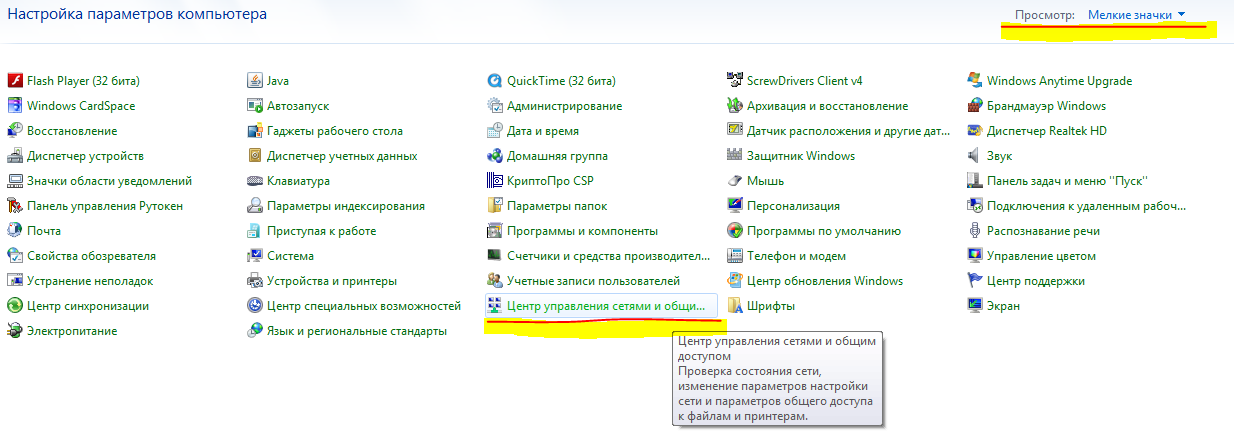 Настройка параметров компьютера
Просмотр: Мелкие значки
Flash Player (32 бита)
Java
QuickTime (32 бита)
ScrewDrivers Client v4
Windows Anytime Upgrade
Windows CardSpace
Автозапуск
Администрирование
Архивация и восстановление
Брандмауэр Windows
Восстановление
Гаджеты рабочего стола
Дата и время
Датчик расположения и другие дат...
Диспетчер Realtek HD
Диспетчер устройств
Диспетчер учетных данных
Домашняя группа
Защитник Windows
Звук
Значки области уведомлений
Клавиатура
КриптоПро CSP
Мышь
Панель задач и меню "Пуск"
Панель управления Рутокен
Параметры индексирования
Параметры папок
Персонализация
Подключения к удаленным рабоч...
Почта
Приступая к работе
Программы и компоненты
Программы по умолчанию
Распознавание речи
Свойства обозревателя
Система
Счетчики и средства производител...
Телефон и модем
Управление цветом
Устранение неполадок
Устройства и принтеры
Учетные записи пользователей
Центр обновления Windows
Центр поддержки
Центр синхронизации
Центр специальных возможностей
Центр управления сетями и общи...
Шрифты
Экран
Электропитание
Язык и региональные стандарты
Центр управления сетями и общим
доступом
Проверка состояния сети,
изменение параметров настройки
сети и параметров общего доступа
к файлам и принтерам.